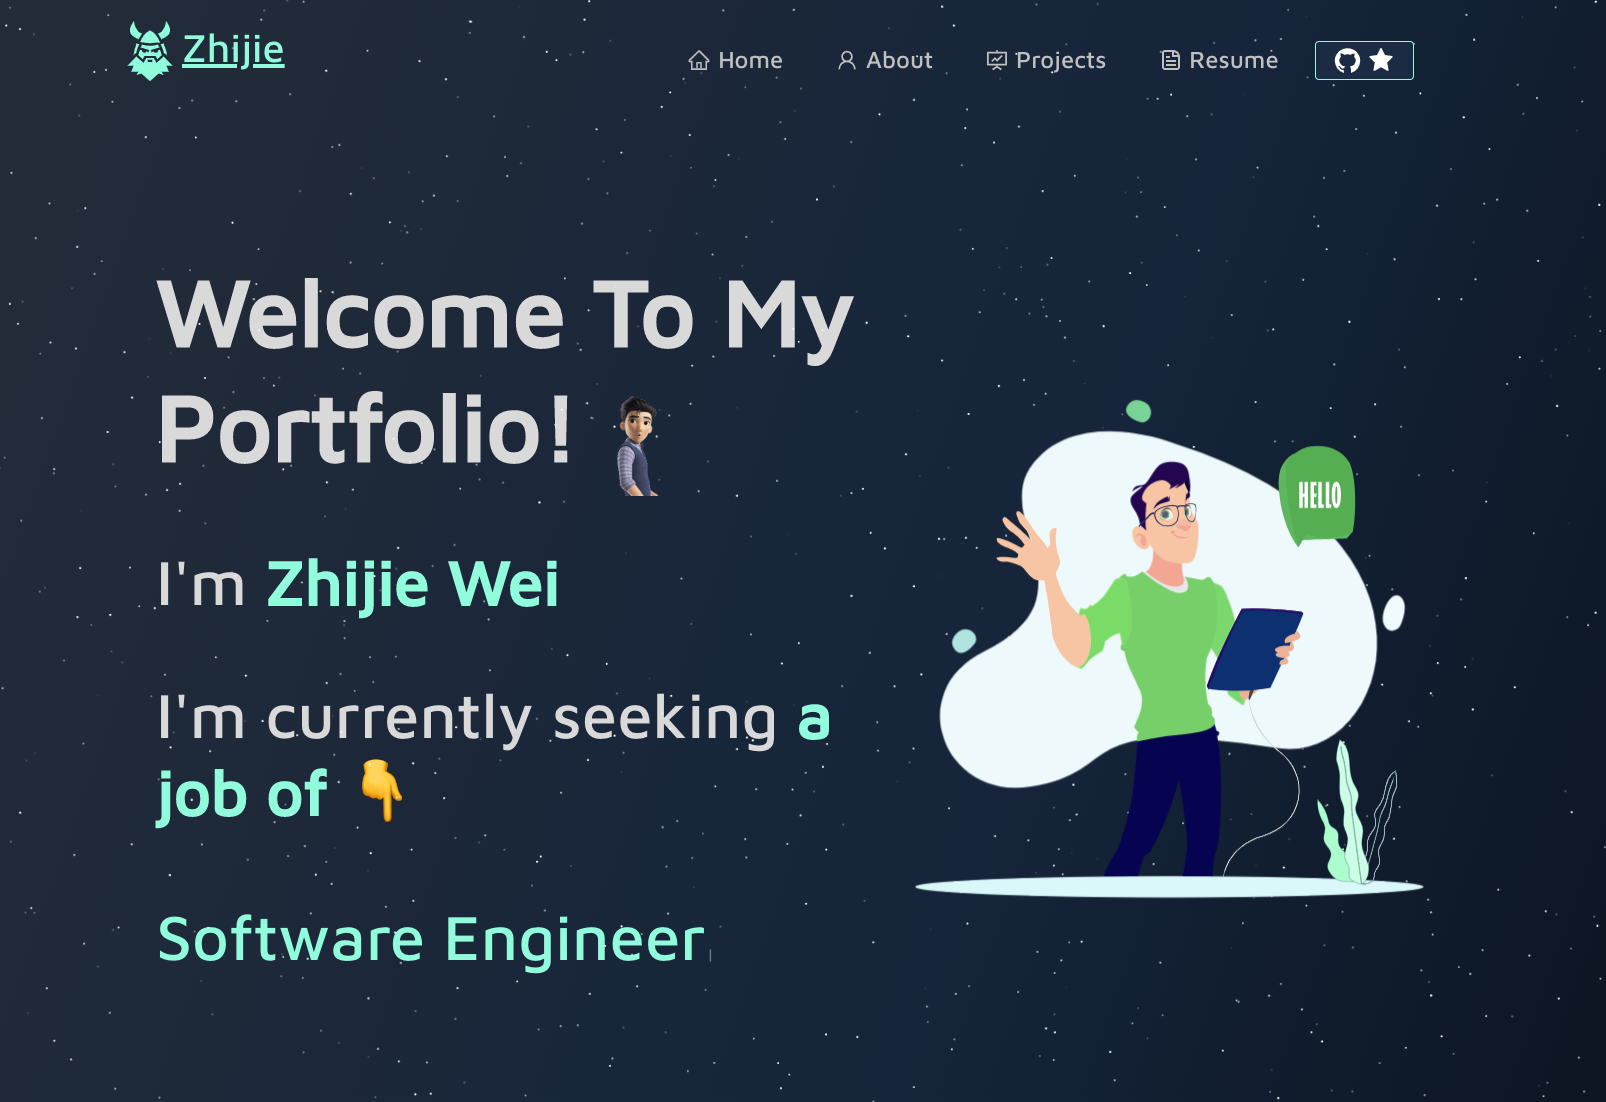 Zhijie
Home
About
Projects
Resume
Welcome To My
Portfolio!
I'm Zhijie Wei
I'm currently seeking a
job of 👇
Software Engineer
HELLO